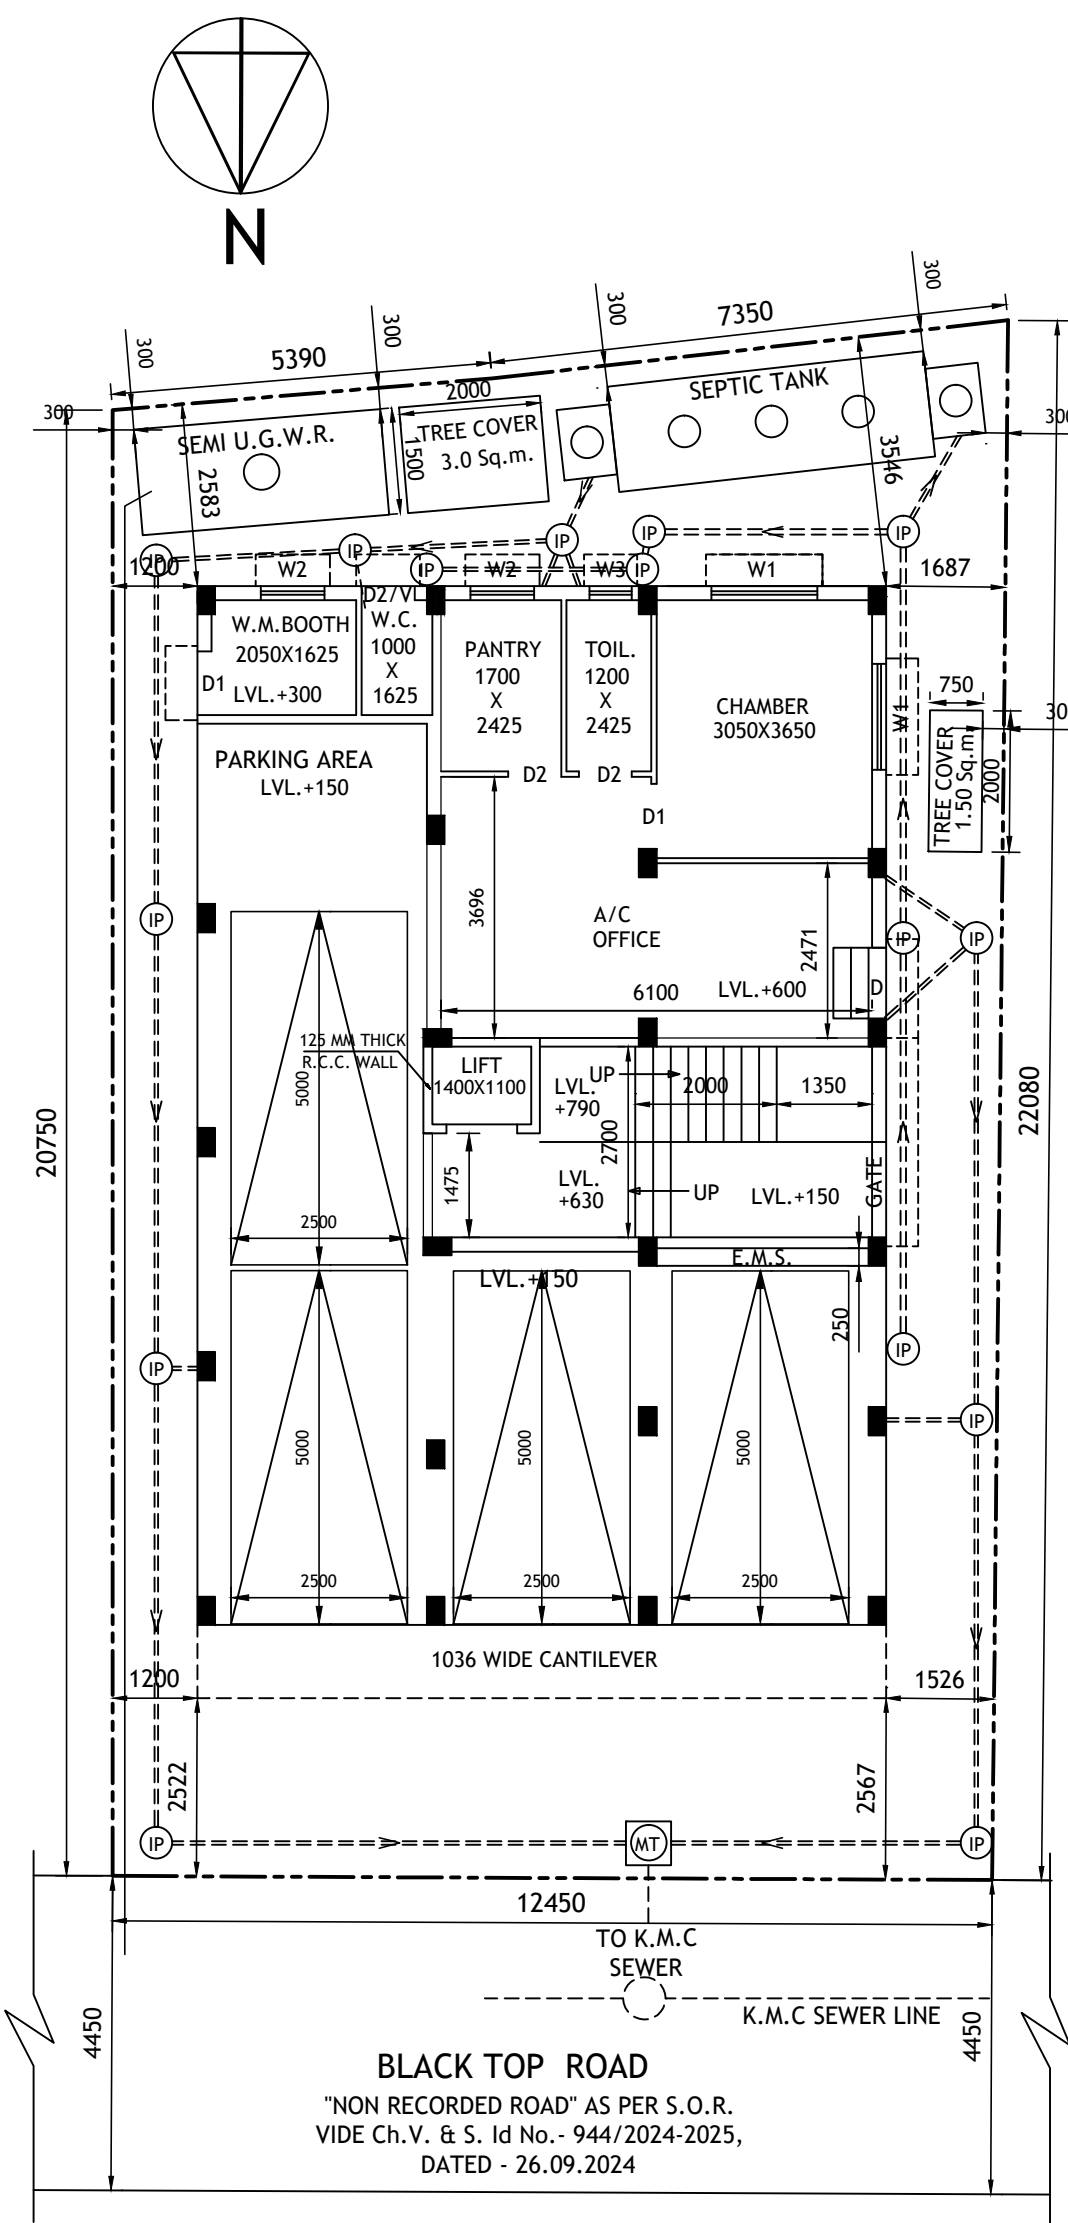 N
300
300
300
300
5390
7350
2000
300
SEMI U.G.W.R.
2583
1500
TREE COVER
3.0 Sq.m.
SEPTIC TANK
3546
300
IP
IP
IP
IP
IP
IP
IP
1200
1687
W2
W2
W3
W1
D2/V
W.C.
1000
X
1625
W.M.BOOTH
2050X1625
D1
LVL.+300
PANTRY
1700
X
2425
TOIL.
1200
X
2425
CHAMBER
3050X3650
W1
750
TREE COVER
1.50 Sq.m.
2000
300
PARKING AREA
LVL.+150
D2
D2
D1
3696
A/C
OFFICE
2471
IP
IP
IP
6100
LVL.+600
D
125 MM THICK
R.C.C. WALL
5000
LIFT
1400X1100
LVL.
+790
UP
2000
1350
2700
20750
22080
1475
LVL.
+630
UP
LVL.+150
GATE
2500
E.M.S.
LVL.+150
250
IP
IP
IP
5000
5000
5000
2500
2500
2500
1036 WIDE CANTILEVER
1200
1526
2522
2567
IP
MT
IP
12450
TO K.M.C
SEWER
K.M.C SEWER LINE
4450
4450
BLACK TOP ROAD
"NON RECORDED ROAD" AS PER S.O.R.
VIDE Ch.V. & S. Id No.- 944/2024-2025,
DATED - 26.09.2024